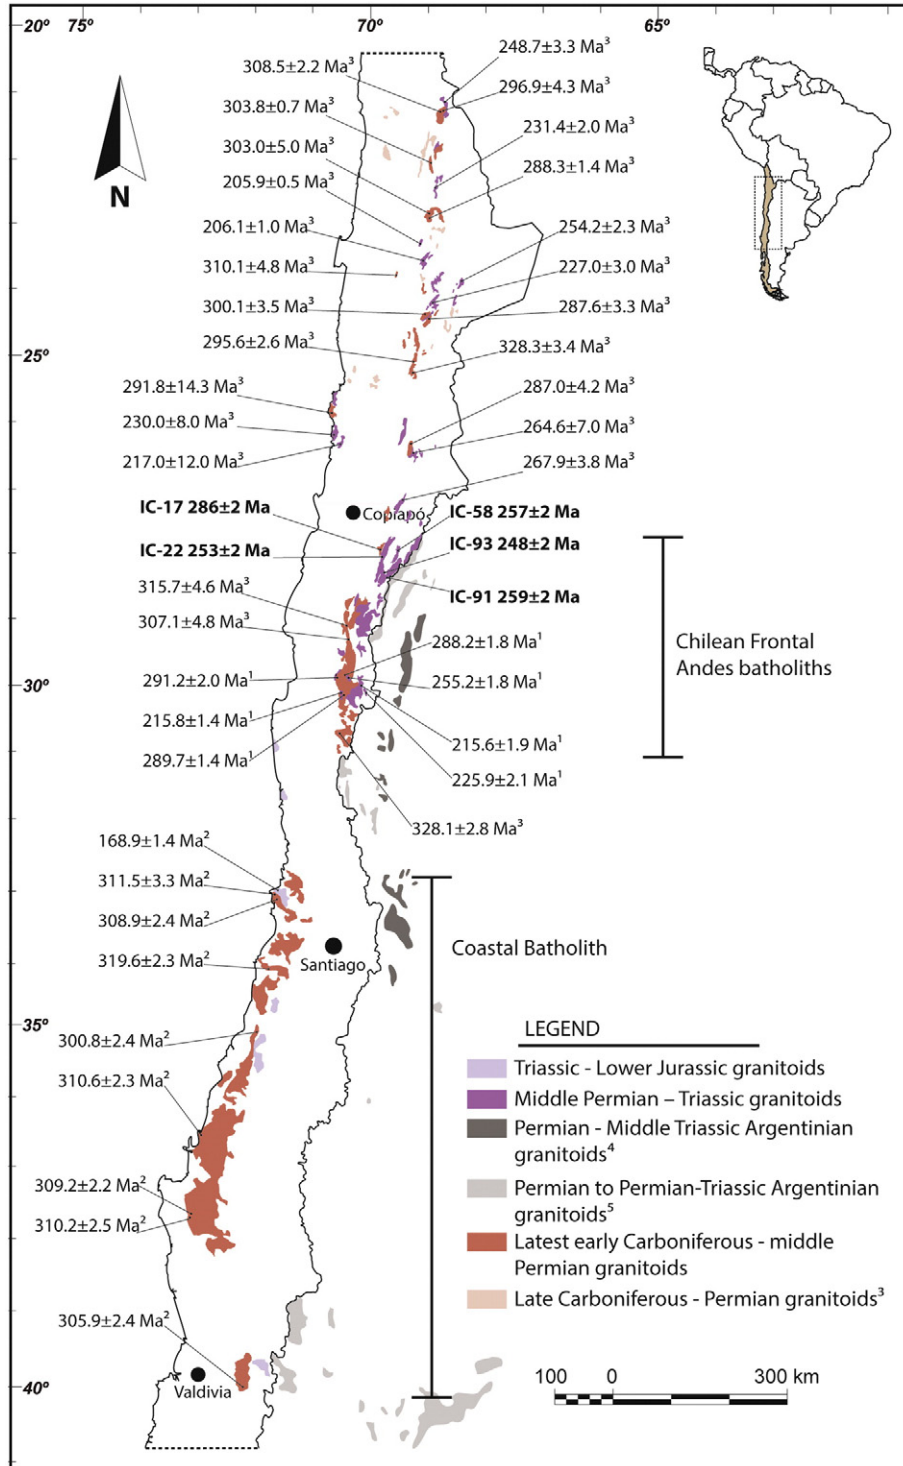 75º 70º 65º
20º
248.7±3.3 Ma³
308.5±2.2 Ma³
296.9±4.3 Ma³
303.8±0.7 Ma³
231.4±2.0 Ma³
303.0±5.0 Ma³
288.3±1.4 Ma³
N
205.9±0.5 Ma³
206.1±1.0 Ma³
254.2±2.3 Ma³
310.1±4.8 Ma³
227.0±3.0 Ma³
300.1±3.5 Ma³
287.6±3.3 Ma³
295.6±2.6 Ma³
328.3±3.4 Ma³
25º
291.8±14.3 Ma³
287.0±4.2 Ma³
230.0±8.0 Ma³
264.6±7.0 Ma³
217.0±12.0 Ma³
267.9±3.8 Ma³
IC-17 286±2 Ma
Copiapó
IC-58 257±2 Ma
IC-22 253±2 Ma
IC-93 248±2 Ma
315.7±4.6 Ma³
IC-91 259±2 Ma
307.1±4.8 Ma³
288.2±1.8 Ma¹
Chilean Frontal
Andes batholiths
291.2±2.0 Ma¹
255.2±1.8 Ma¹
30º
215.8±1.4 Ma¹
215.6±1.9 Ma¹
289.7±1.4 Ma¹
225.9±2.1 Ma¹
328.1±2.8 Ma³
168.9±1.4 Ma²
311.5±3.3 Ma²
308.9±2.4 Ma²
Coastal Batholith
319.6±2.3 Ma²
Santiago
35º
300.8±2.4 Ma²
310.6±2.3 Ma²
309.2±2.2 Ma²
310.2±2.5 Ma²
305.9±2.4 Ma²
Valdivia
40º
LEGEND
Triassic - Lower Jurassic granitoids
Middle Permian – Triassic granitoids
Permian - Middle Triassic Argentinian
granitoids⁴
Permian to Permian-Triassic Argentinian
granitoids⁵
Latest early Carboniferous - middle
Permian granitoids
Late Carboniferous - Permian granitoids³
100 0 300 km